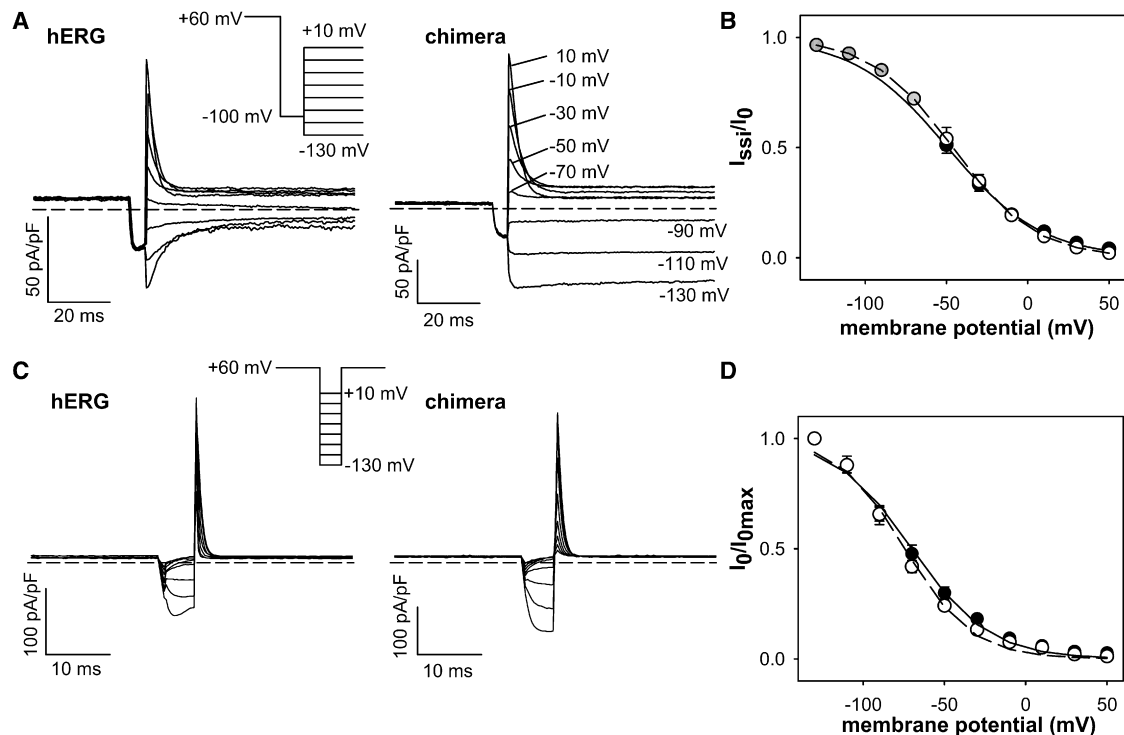 A
hERG
+60 mV
+10 mV
-100 mV
-130 mV
50 pA/pF
20 ms
chimera
10 mV
-10 mV
-30 mV
-50 mV
-70 mV
-90 mV
-110 mV
-130 mV
50 pA/pF
20 ms
B
Issi/I0
1.0
0.5
0.0
-100 -50 0 50
membrane potential (mV)
C
hERG
+60 mV
+10 mV
-130 mV
100 pA/pF
10 ms
chimera
100 pA/pF
10 ms
D
I0/I0max
1.0
0.5
0.0
-100 -50 0 50
membrane potential (mV)